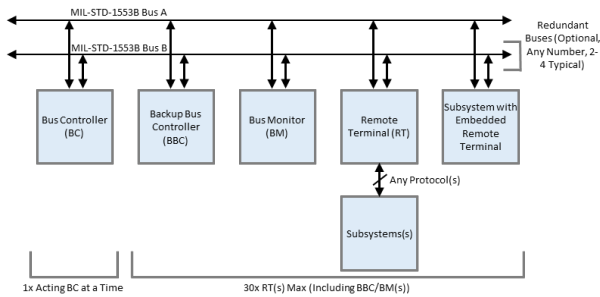 MIL-STD-1553B Bus A
MIL-STD-1553B Bus B
Redundant
Buses (Optional,
Any Number, 2-
4 Typical)
Bus Controller
(BC)
Backup Bus
Controller
(BBC)
Bus Monitor
(BM)
Remote
Terminal (RT)
Subsystem with
Embedded
Remote
Terminal
Any Protocol(s)
Subsystems(s)
1x Acting BC at a Time
30x RT(s) Max (Including BBC/BM(s))